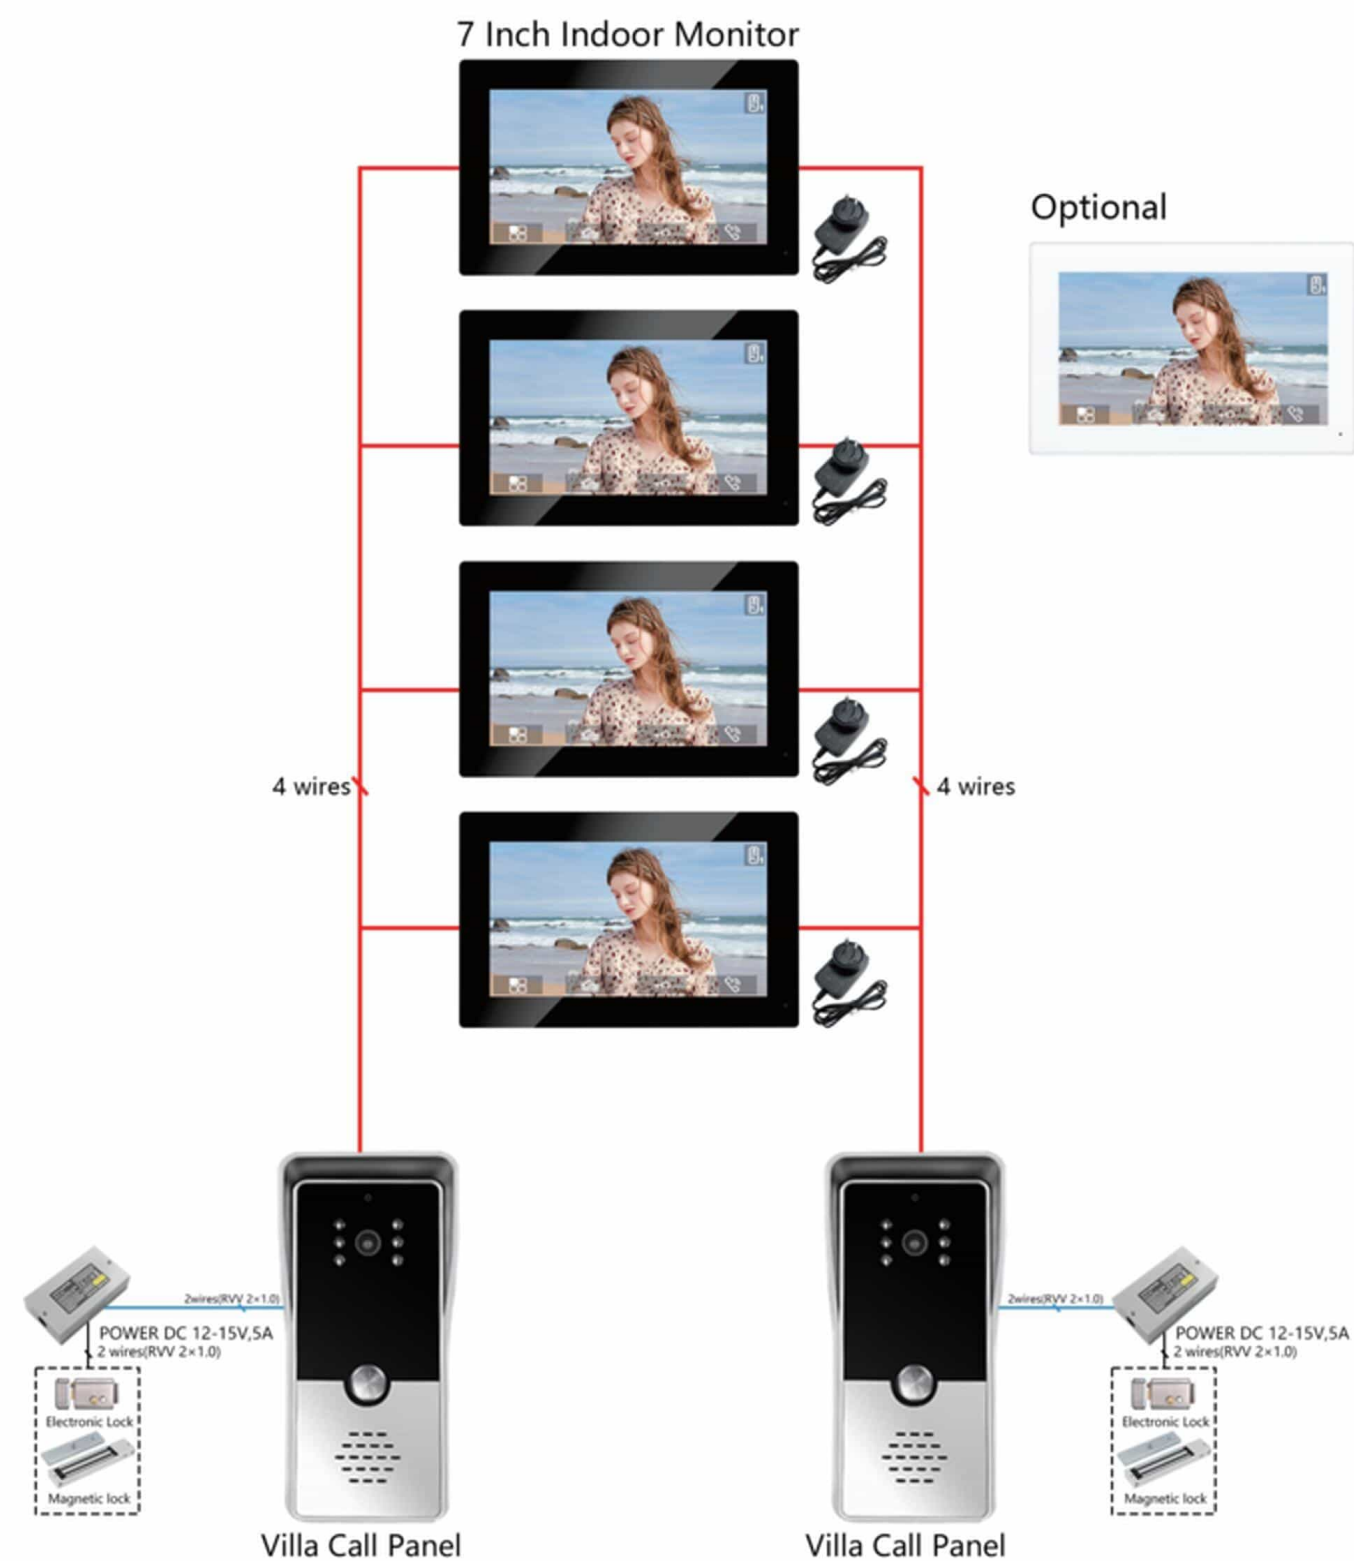 7 Inch Indoor Monitor
Optional
4 wires
4 wires
2wires(RVV 2×1.0)
POWER DC 12-15V,5A
2 wires(RVV 2×1.0)
Electronic Lock
Magnetic lock
Villa Call Panel
2wires(RVV 2×1.0)
POWER DC 12-15V,5A
2 wires(RVV 2×1.0)
Electronic Lock
Magnetic lock
Villa Call Panel